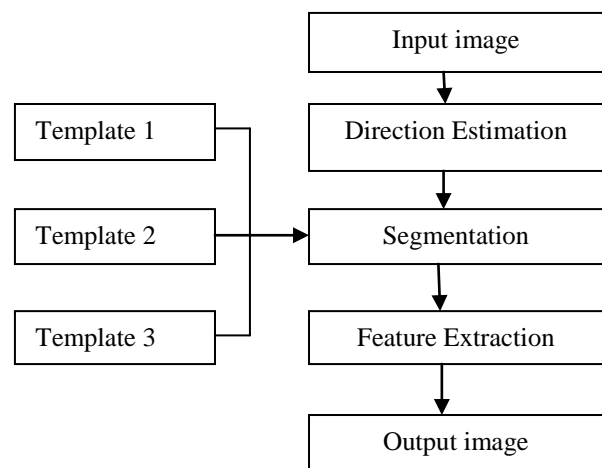 Input image
Template 1
Direction Estimation
Template 2
Segmentation
Template 3
Feature Extraction
Output image